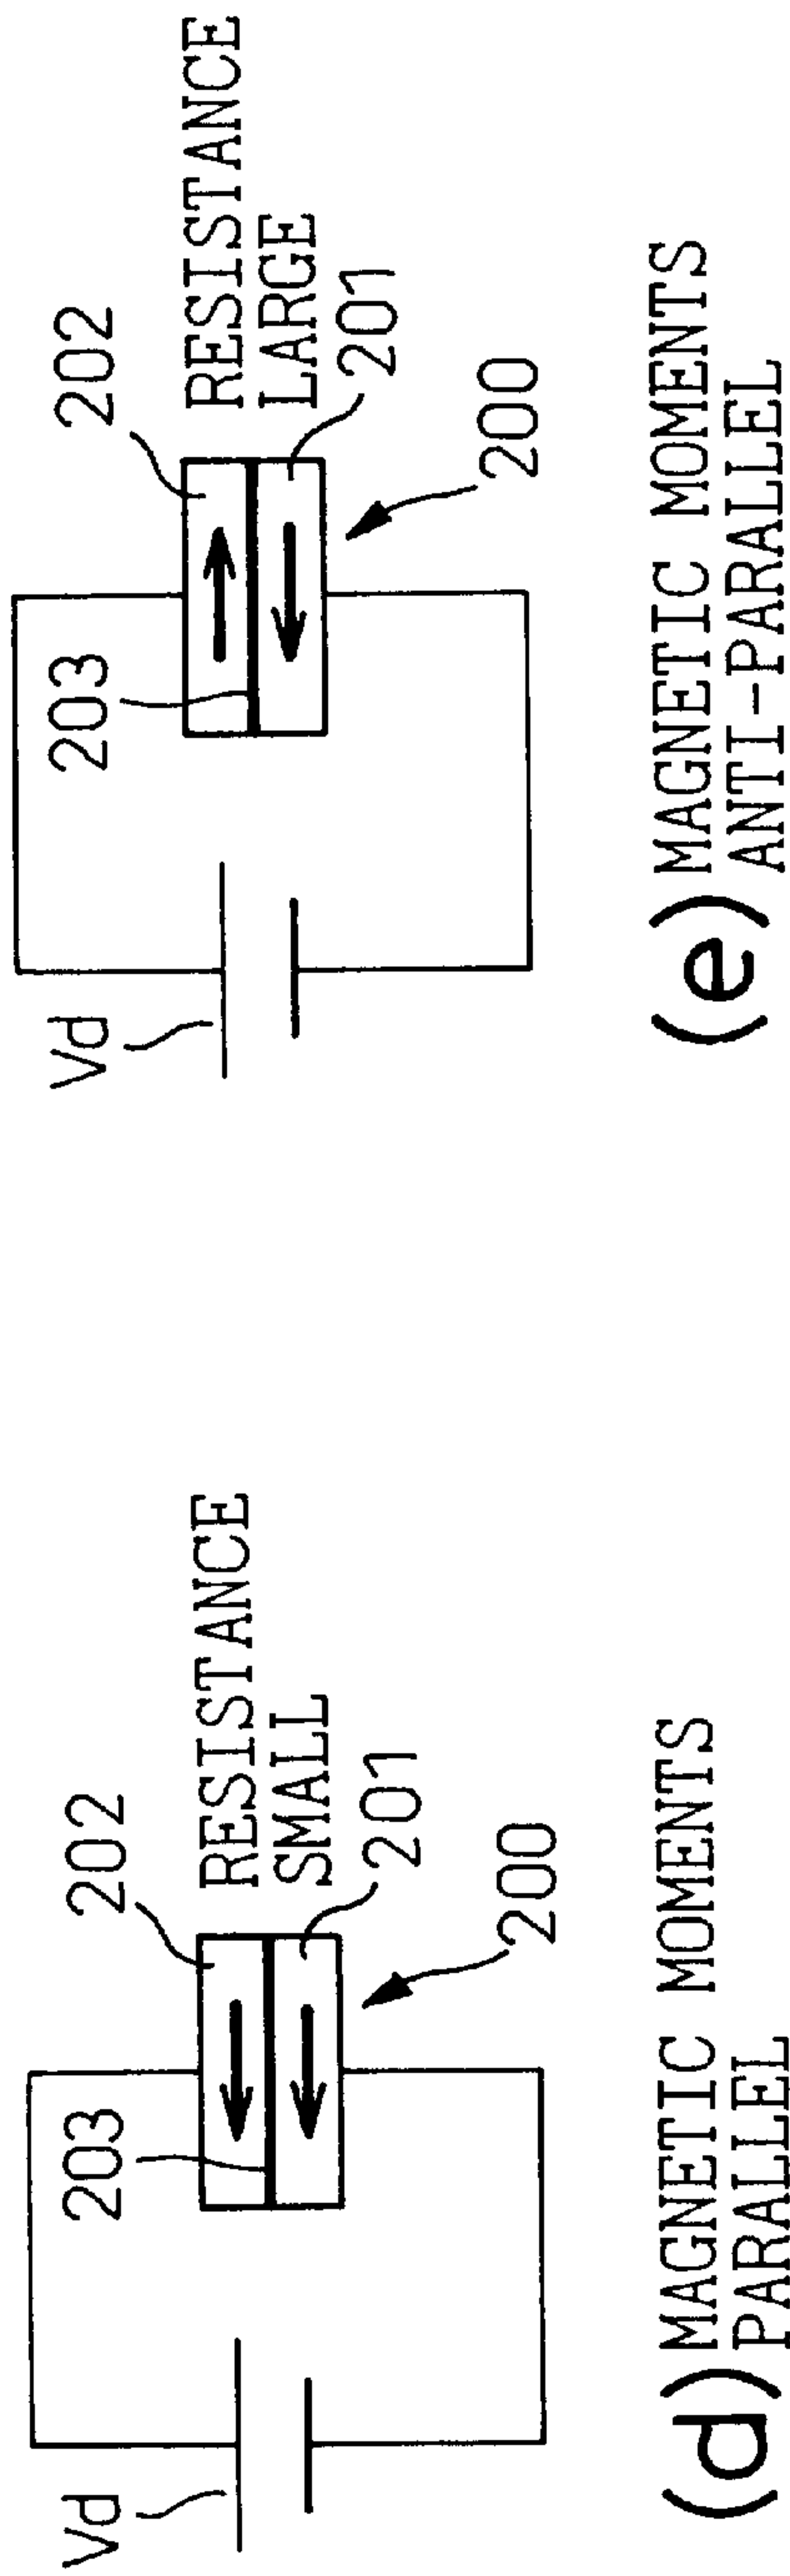 Vd
203
202
RESISTANCE
SMALL
201
200
(d) MAGNETIC MOMENTS
PARALLEL
Vd
203
202
RESISTANCE
LARGE
201
200
(e) MAGNETIC MOMENTS
ANTI-PARALLEL